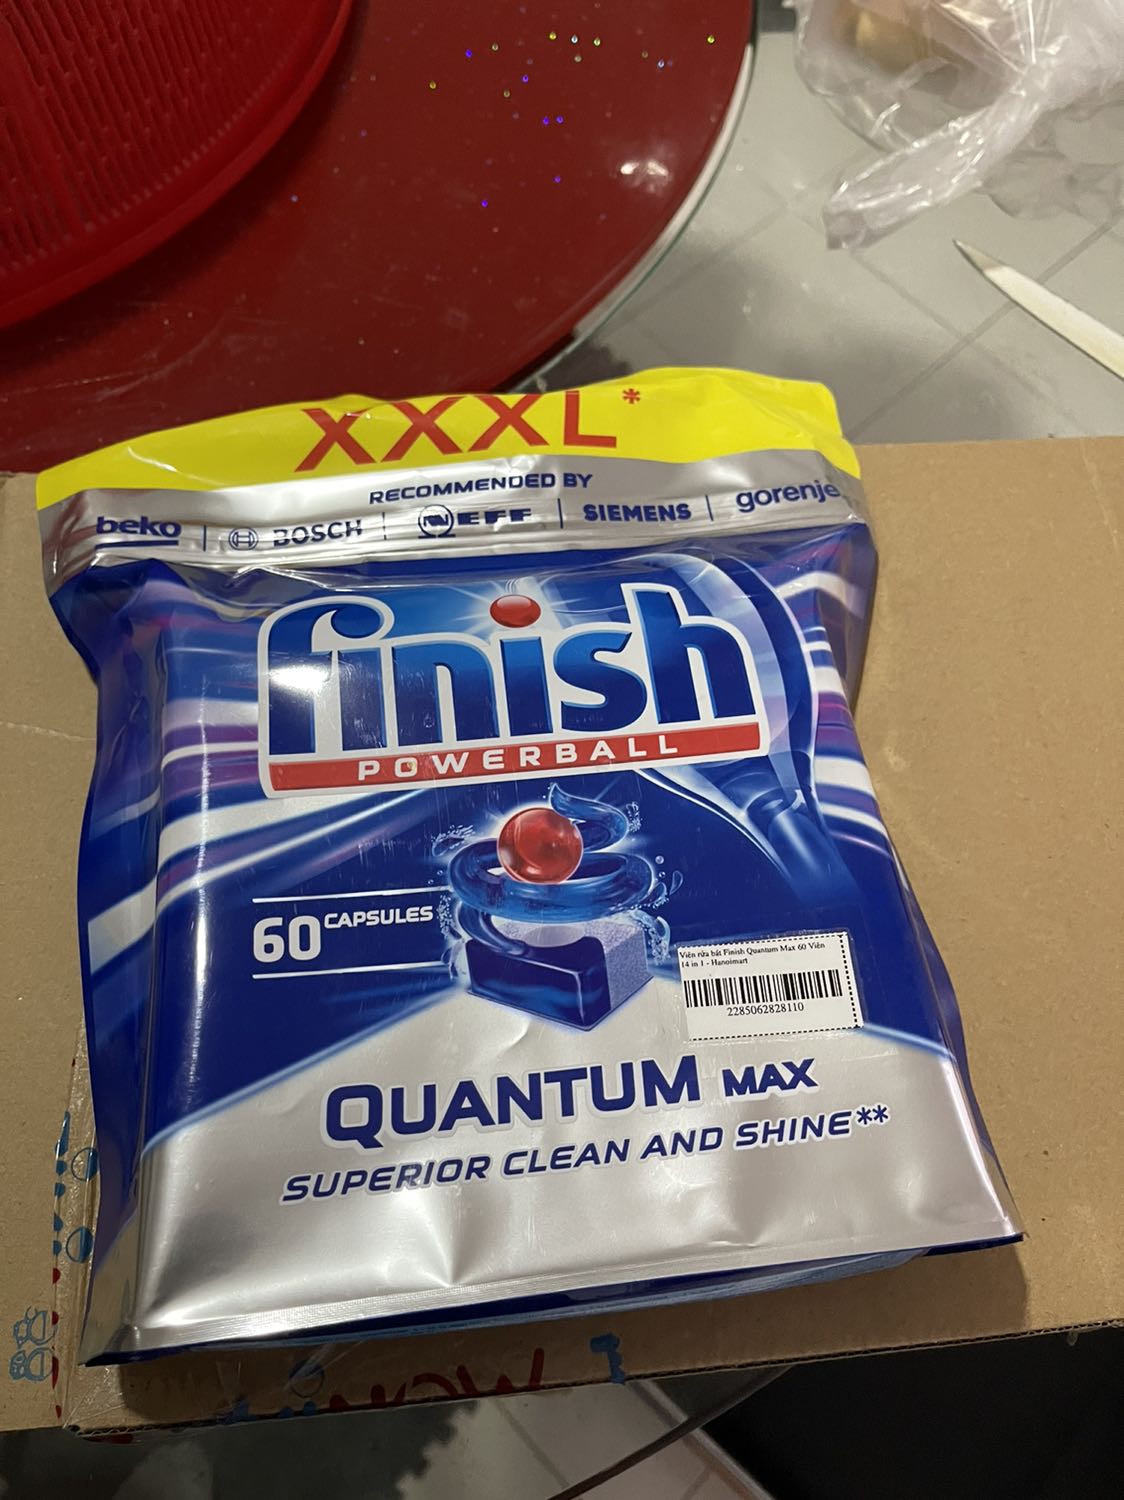 XXXL*
RECOMMENDED BY
beko | BOSCH | NEFF | SIEMENS | gorenje
finish
POWERBALL
60 CAPSULES
Viên rửa bát Finish Quantum Max 60 Viên
14 in 1 - Hanoimart
2285062828110
QUANTUM MAX
SUPERIOR CLEAN AND SHINE**